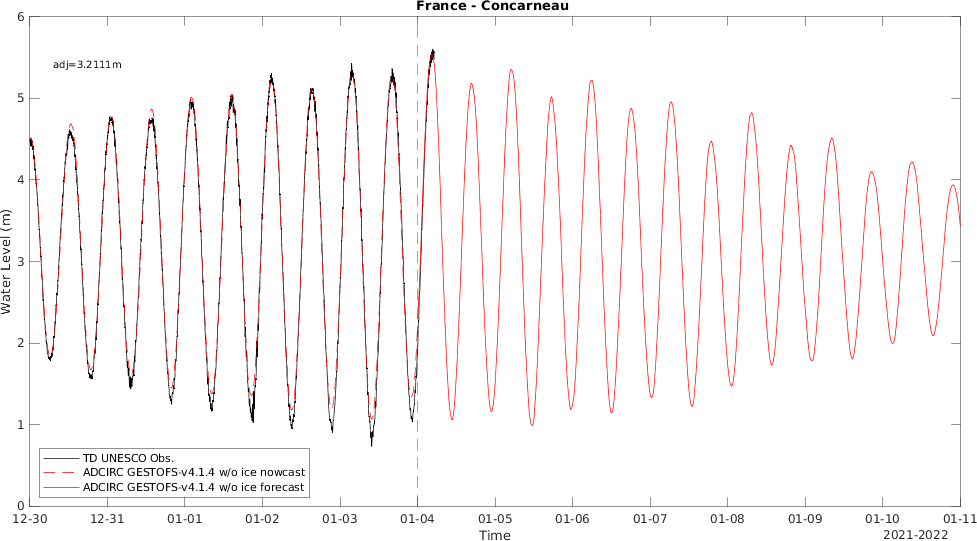 France - Concarneau
adj=3.2111m
6
5
4
3
2
1
0
Water Level (m)
TD UNESCO Obs.
ADCIRC GESTOFS-v4.1.4 w/o ice nowcast
ADCIRC GESTOFS-v4.1.4 w/o ice forecast
12-30 12-31 01-01 01-02 01-03 01-04 01-05 01-06 01-07 01-08 01-09 01-10 01-11
Time
2021-2022